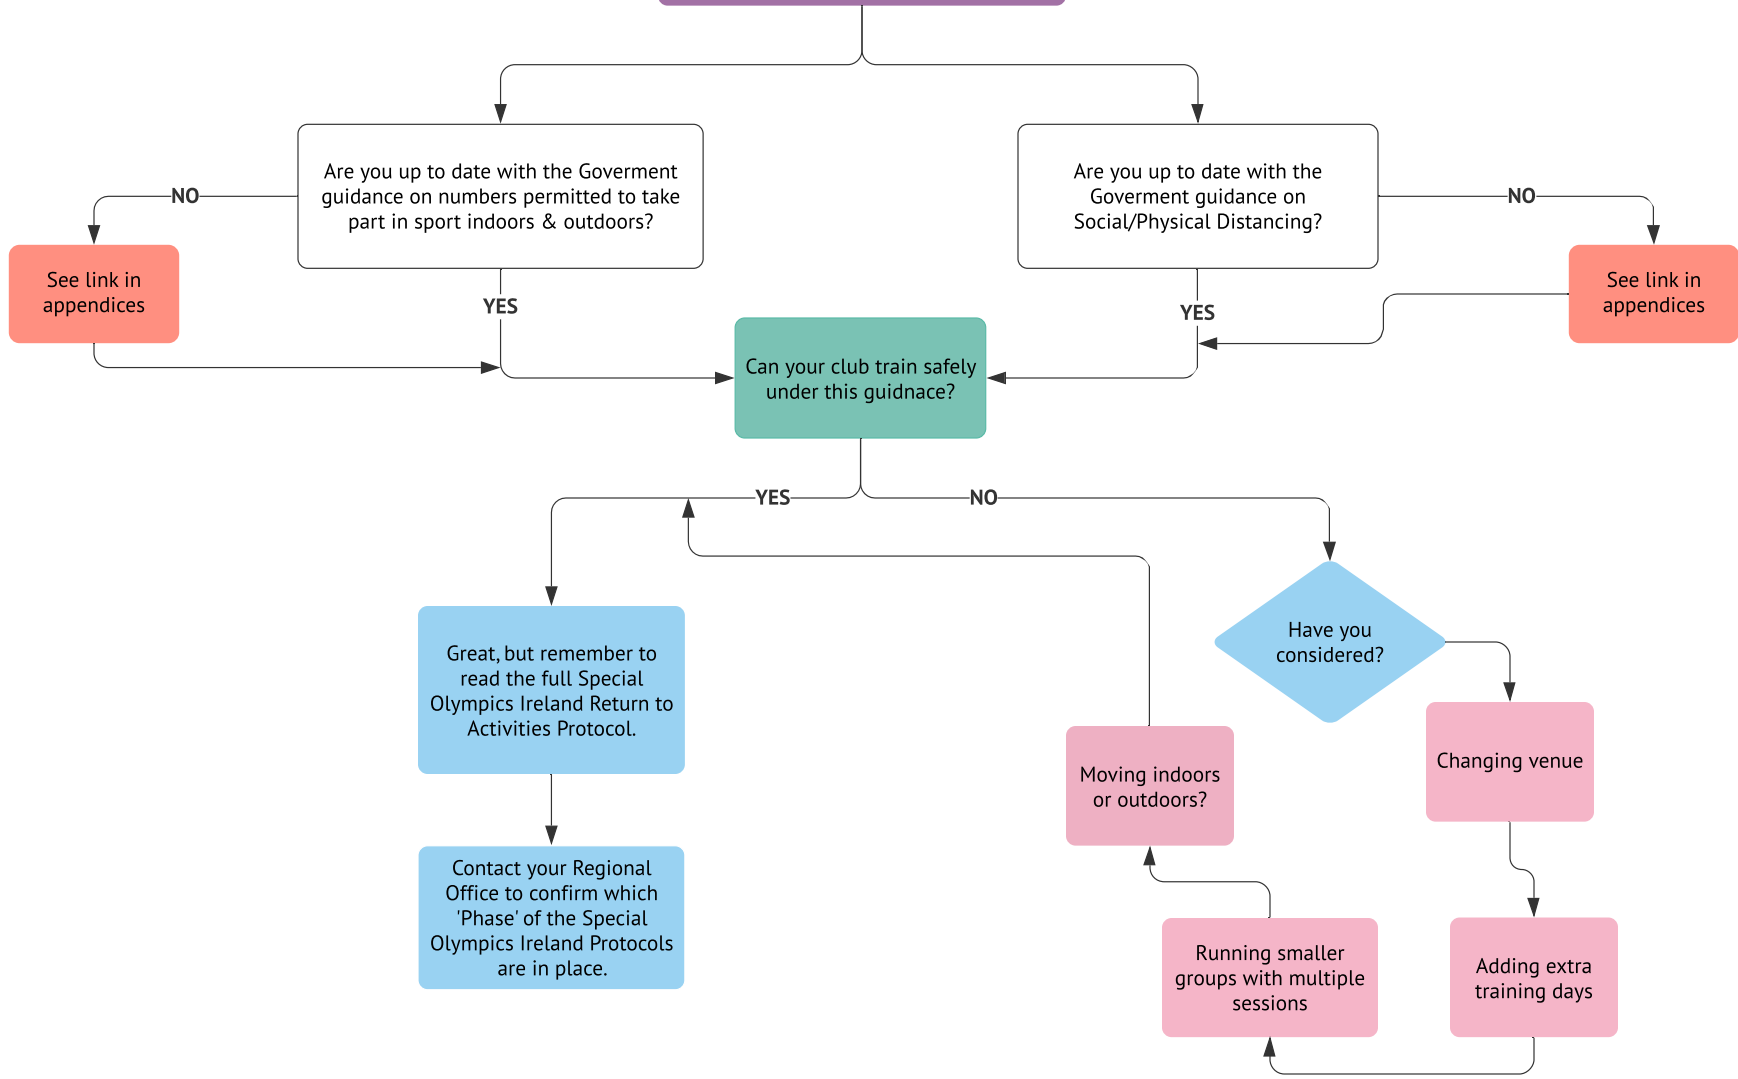 Are you up to date with the Goverment
guidance on numbers permitted to take
part in sport indoors & outdoors?
Are you up to date with the
Goverment guidance on
Social/Physical Distancing?
NO
NO
See link in
appendices
See link in
appendices
YES
YES
Can your club train safely
under this guidnace?
YES
NO
Great, but remember to
read the full Special
Olympics Ireland Return to
Activities Protocol.
Have you
considered?
Changing venue
Moving indoors
or outdoors?
Contact your Regional
Office to confirm which
'Phase' of the Special
Olympics Ireland Protocols
are in place.
Running smaller
groups with multiple
sessions
Adding extra
training days